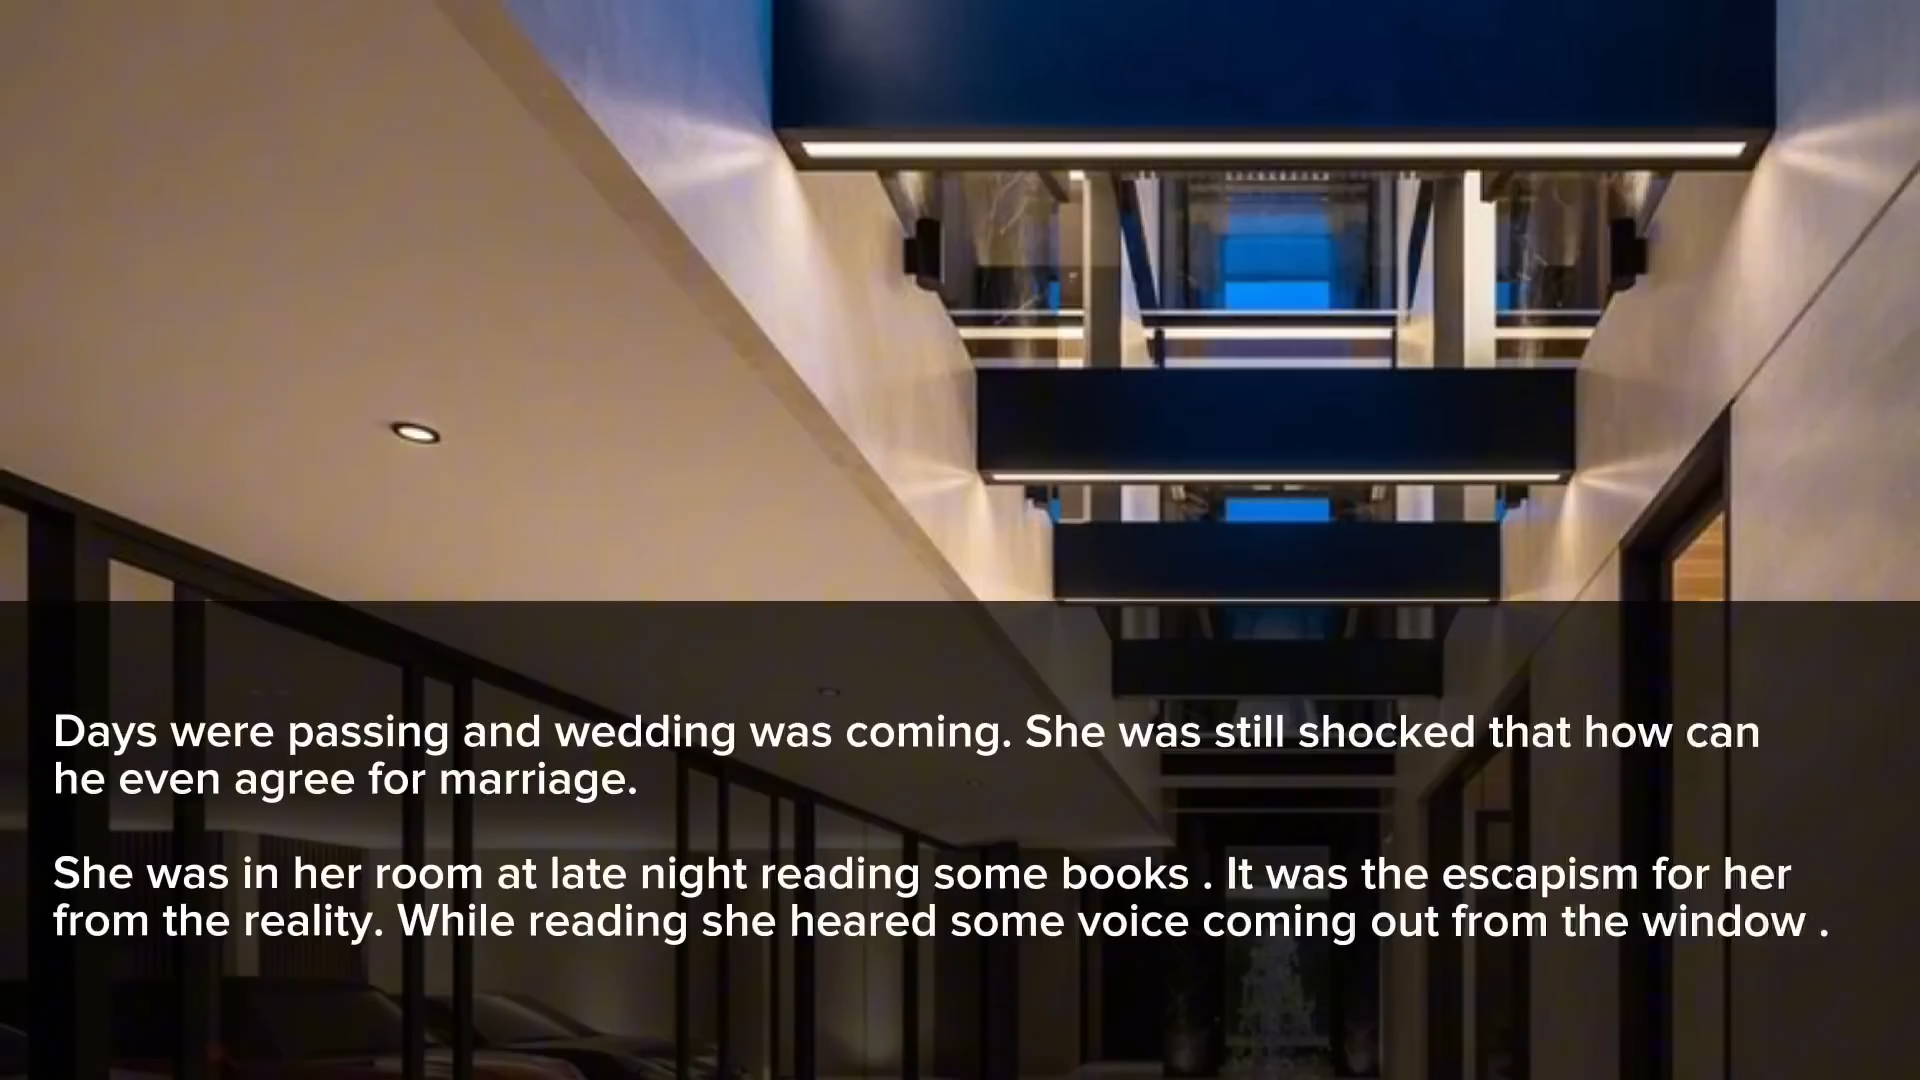 Days were passing and wedding was coming. She was still shocked that how can
he even agree for marriage.
She was in her room at late night reading some books . It was the escapism for her
from the reality. While reading she heared some voice coming out from the window .